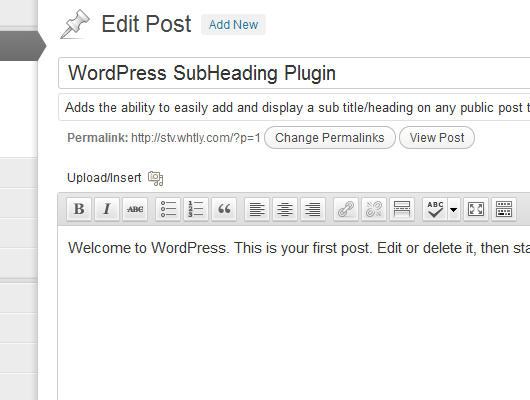 Edit Post Add New
WordPress SubHeading Plugin
Adds the ability to easily add and display a sub title/heading on any public post
Permalink: http://stv.whtly.com/?p=1 Change Permalinks View Post
Upload/Insert
B I ABC ABC
Welcome to WordPress. This is your first post. Edit or delete it, then